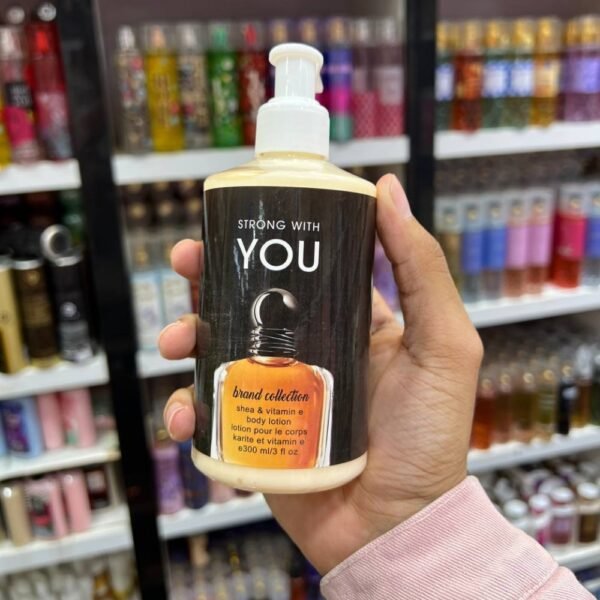 STRONG WITH
YOU
brand collection
shea & vitamin e
body lotion
lotion pour le corps
karite et vitamin e
e300 ml/3 fl oz